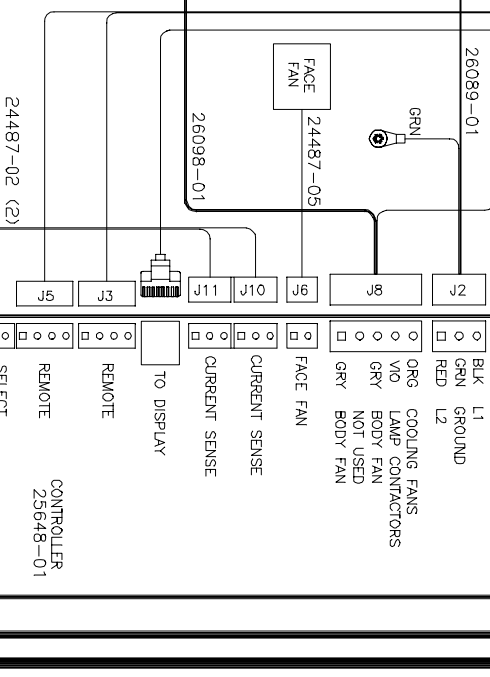 26089-01
GRN
FACE
FAN
24487-05
26098-01
24487-02 (2)
J5
J3
J11
J10
J6
J8
J2
BLK L1
GRN GROUND
RED L2
ORG COOLING FANS
VIO LAMP CONTACTORS
GRY BODY FAN
NOT USED
GRY BODY FAN
FACE FAN
CURRENT SENSE
CURRENT SENSE
TO DISPLAY
REMOTE
REMOTE
SELECT
CONTROLLER
25648-01